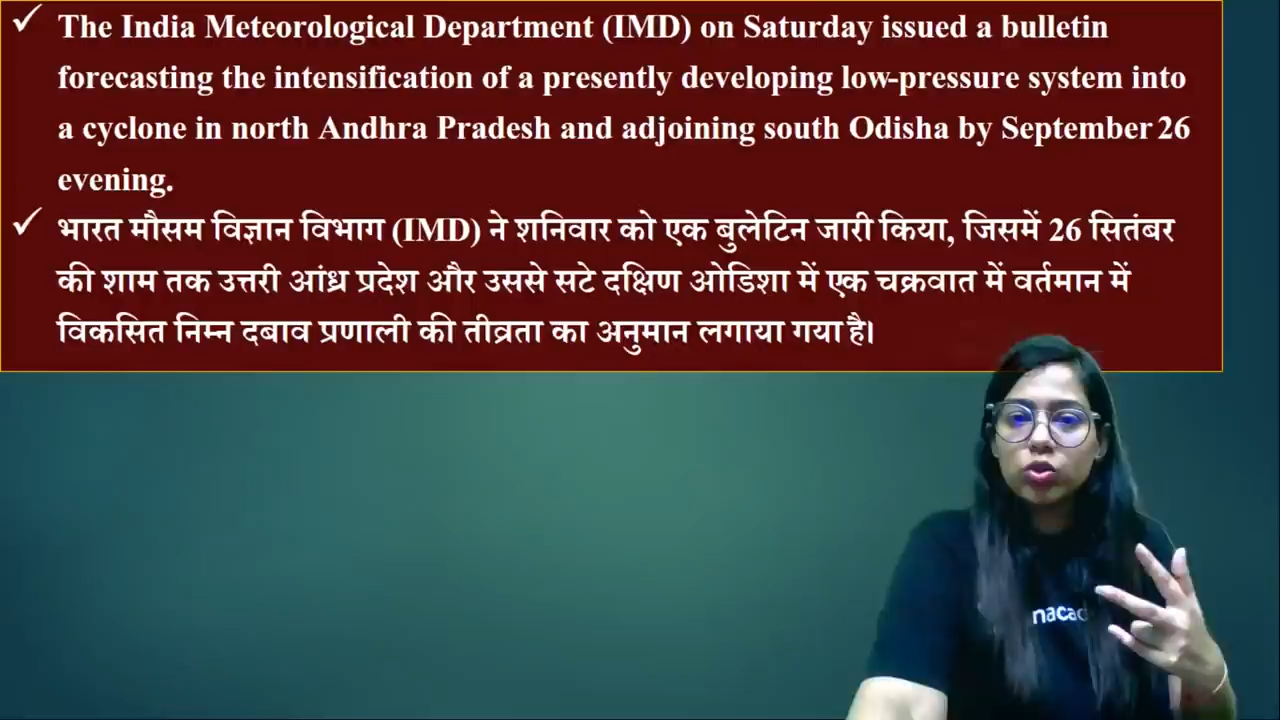 ✓ The India Meteorological Department (IMD) on Saturday issued a bulletin
forecasting the intensification of a presently developing low-pressure system into
a cyclone in north Andhra Pradesh and adjoining south Odisha by September 26
evening.
✓ भारत मौसम विज्ञान विभाग (IMD) ने शनिवार को एक बुलेटिन जारी किया, जिसमें 26 सितंबर
की शाम तक उत्तरी आंध्र प्रदेश और उससे सटे दक्षिण ओडिशा में एक चक्रवात में वर्तमान में
विकसित निम्न दबाव प्रणाली की तीव्रता का अनुमान लगाया गया है।
nacad